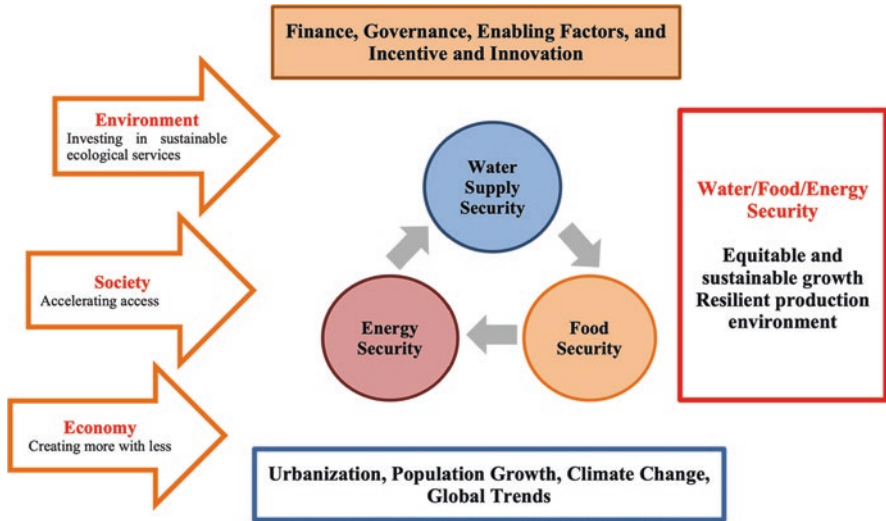 Finance, Governance, Enabling Factors, and
Incentive and Innovation
Environment
Investing in sustainable
ecological services
Society
Accelerating access
Economy
Creating more with less
Water
Supply
Security
Energy
Security
Food
Security
Water/Food/Energy
Security
Equitable and
sustainable growth
Resilient production
environment
Urbanization, Population Growth, Climate Change,
Global Trends